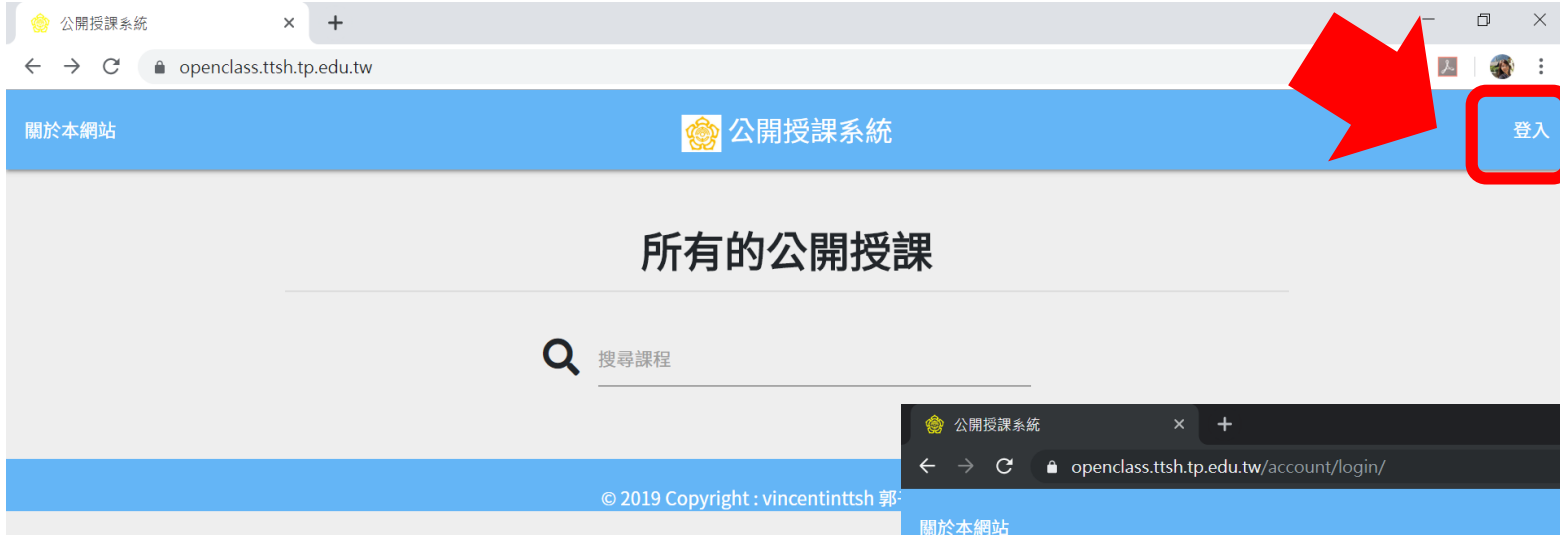 公開授課系統
openclass.ttsh.tp.edu.tw
關於本網站
公開授課系統
登入
所有的公開授課
搜尋課程
© 2019 Copyright : vincentinttsh 郭
公開授課系統
openclass.ttsh.tp.edu.tw/account/login/
關於本網站